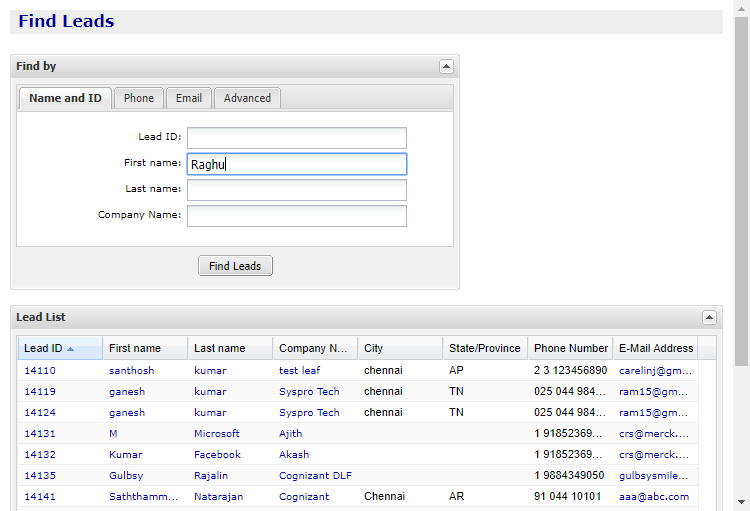 Find Leads
Find by
Name and ID Phone Email Advanced
Lead ID:
First name: Raghu
Last name:
Company Name:
Find Leads
Lead List
Lead ID First name Last name Company N... City State/Province Phone Number E-Mail Address
14110 santhosh kumar test leaf chennai AP 2 3 123456890 carelinj@gm...
14119 ganesh kumar Syspro Tech chennai TN 025 044 984... ram15@gm...
14124 ganesh kumar Syspro Tech chennai TN 025 044 984... ram15@gm...
14131 M Microsoft Ajith 1 91852369... crs@merck....
14132 Kumar Facebook Akash 1 91852369... crs@merck....
14135 Gulbsy Rajalin Cognizant DLF 1 9884349050 gulbsysmile...
14141 Saththamm... Natarajan Cognizant Chennai AR 91 044 10101 aaa@abc.com